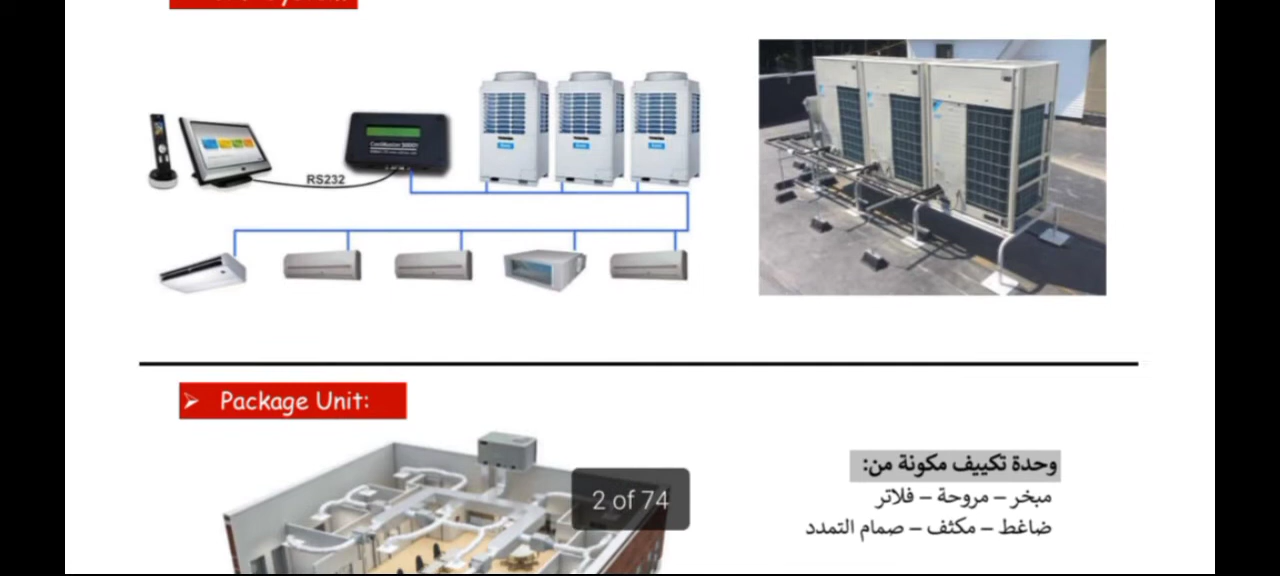 RS232
Package Unit:
وحدة تكييف مكونة من:
مبخر – مروحة – فلاتر
ضاغط – مكثف – صمام التمدد
2 of 74